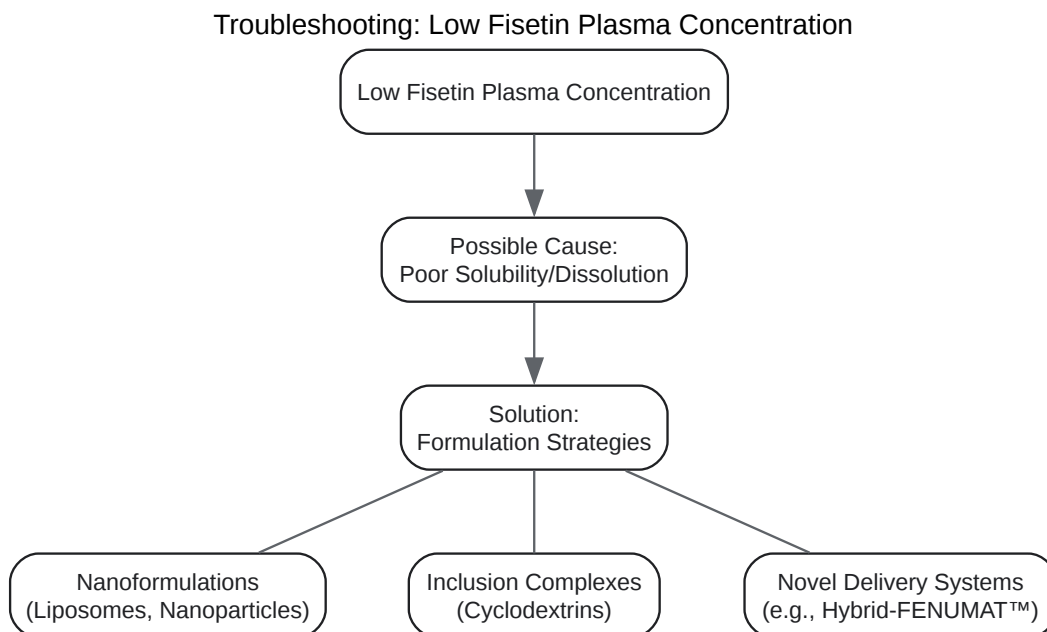 Troubleshooting: Low Fisetin Plasma Concentration
Low Fisetin Plasma Concentration
Possible Cause:
Poor Solubility/Dissolution
Solution:
Formulation Strategies
Nanoformulations
(Liposomes, Nanoparticles)
Inclusion Complexes
(Cyclodextrins)
Novel Delivery Systems
(e.g., Hybrid-FENUMAT™)